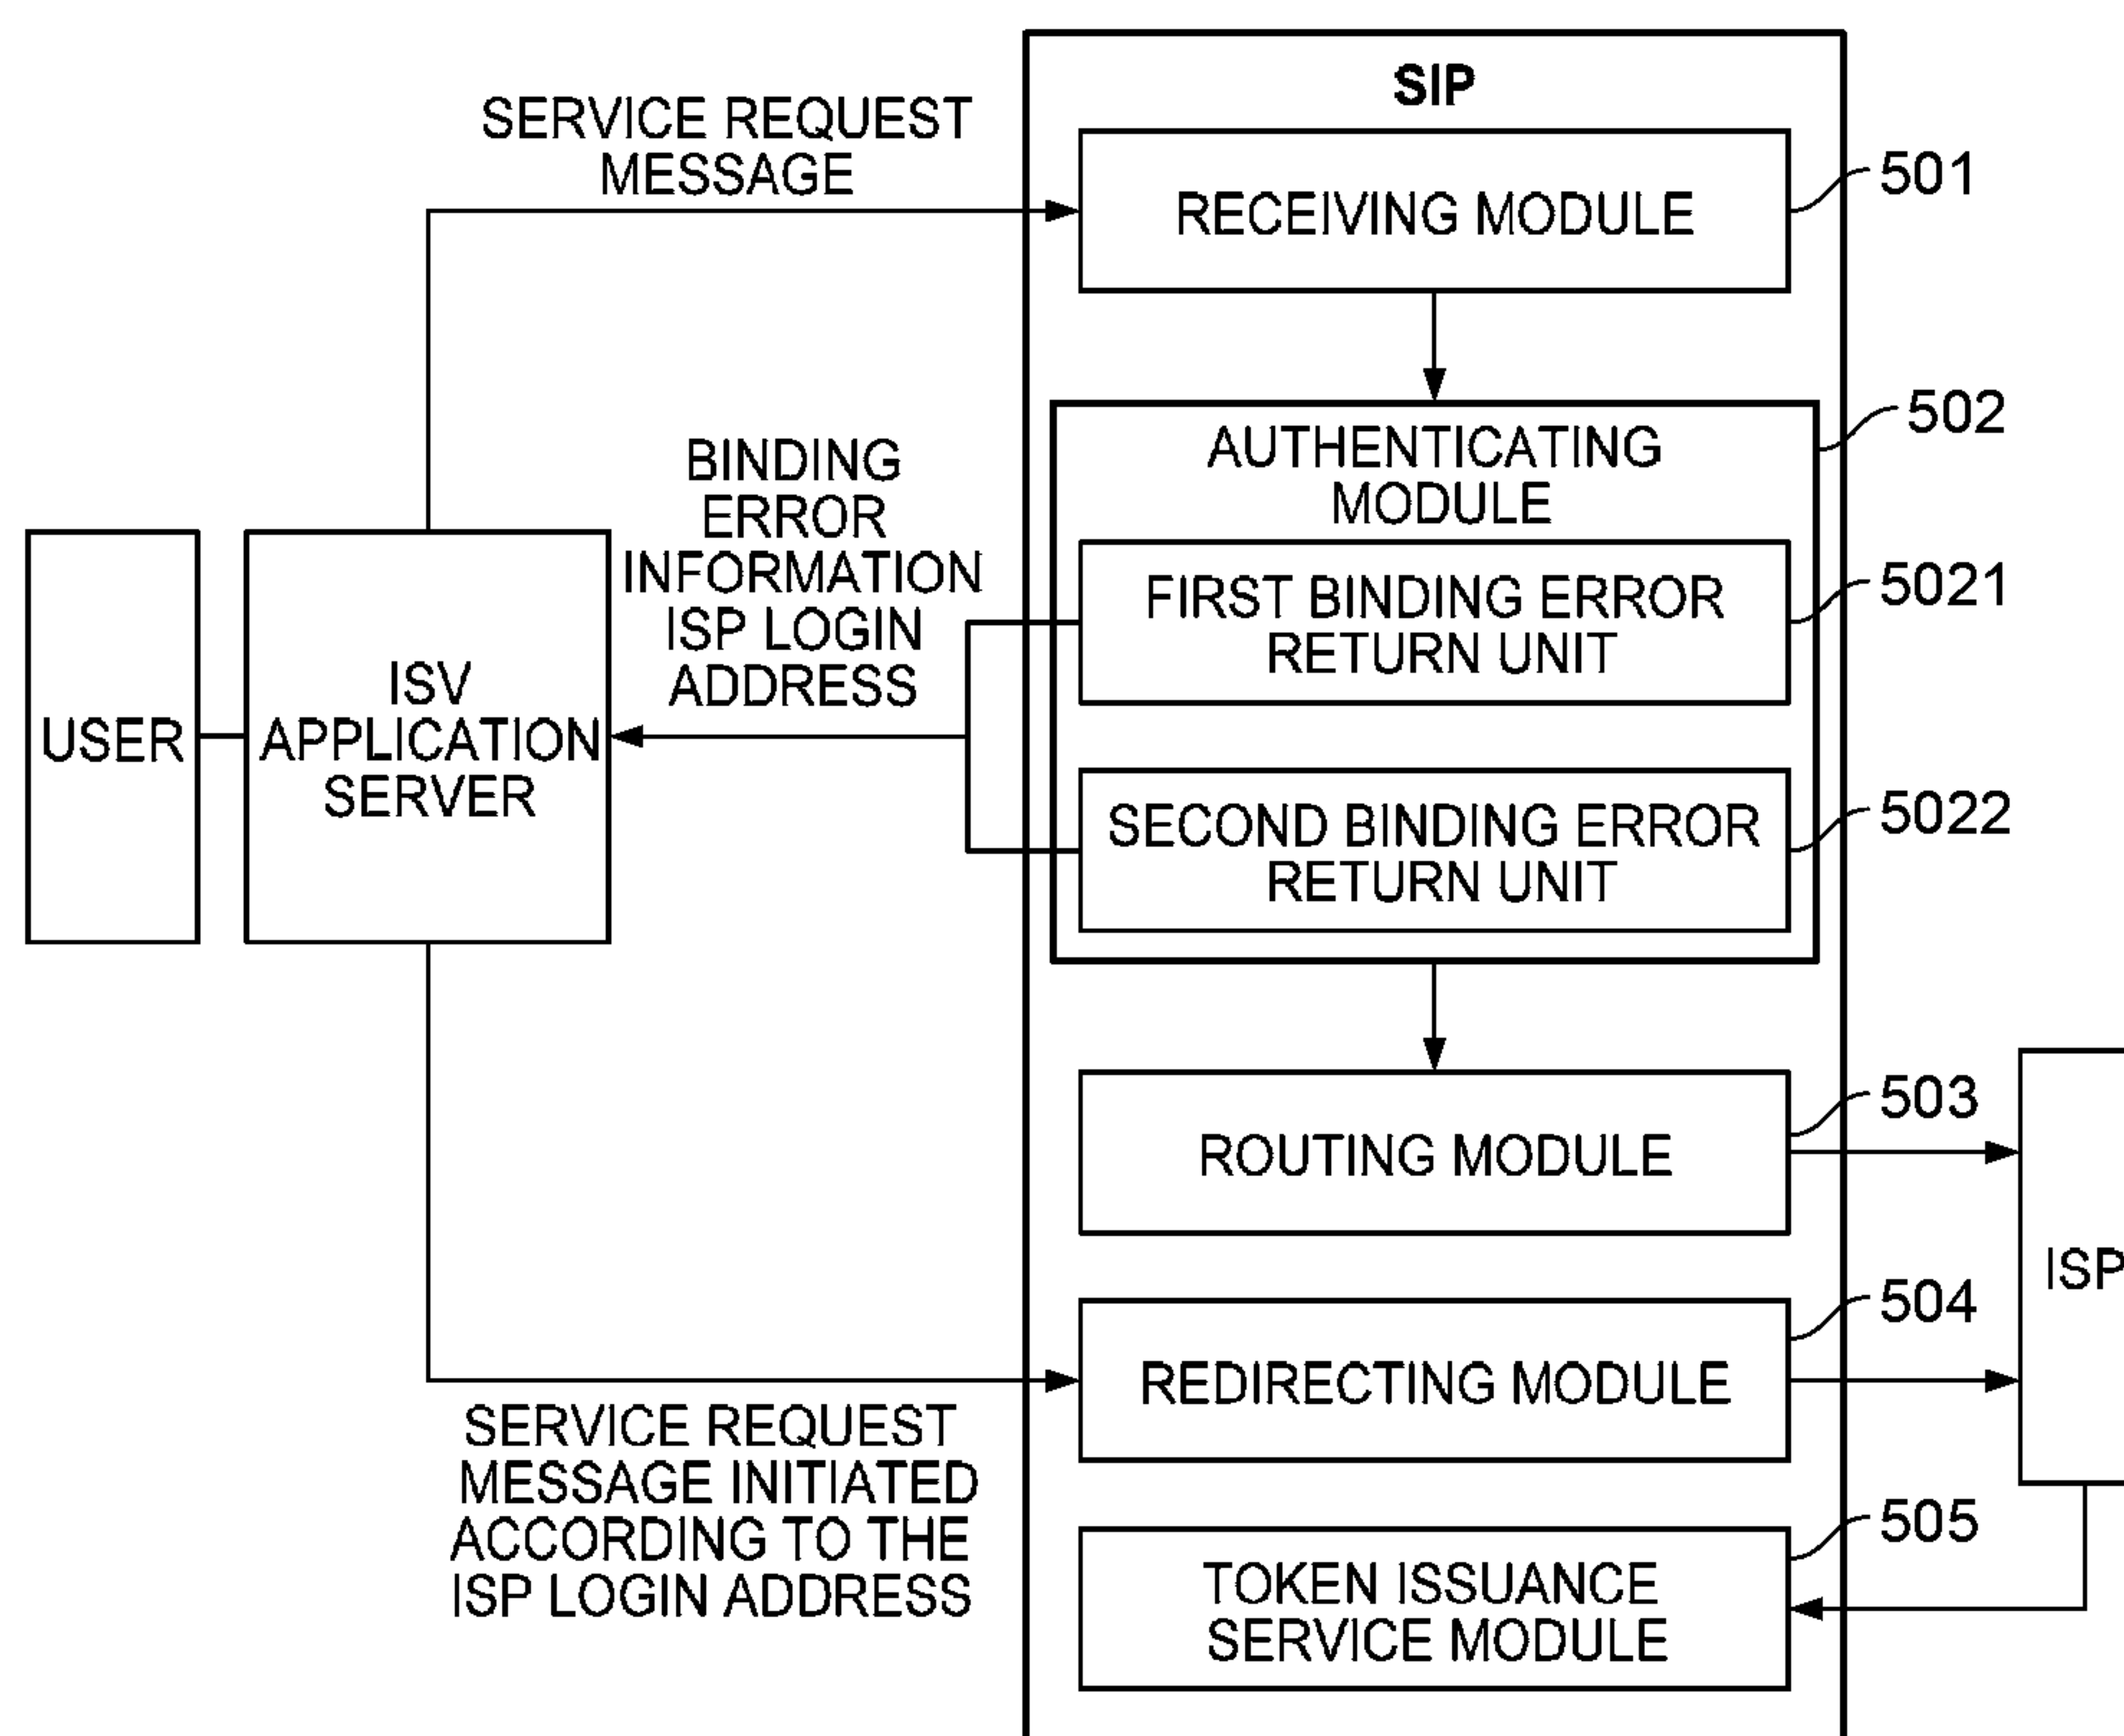 SIP
SERVICE REQUEST
MESSAGE
RECEIVING MODULE
501
AUTHENTICATING
MODULE
502
BINDING
ERROR
INFORMATION
ISP LOGIN
ADDRESS
FIRST BINDING ERROR
RETURN UNIT
5021
USER
ISV
APPLICATION
SERVER
SECOND BINDING ERROR
RETURN UNIT
5022
ROUTING MODULE
503
ISP
REDIRECTING MODULE
504
SERVICE REQUEST
MESSAGE INITIATED
ACCORDING TO THE
ISP LOGIN ADDRESS
TOKEN ISSUANCE
SERVICE MODULE
505